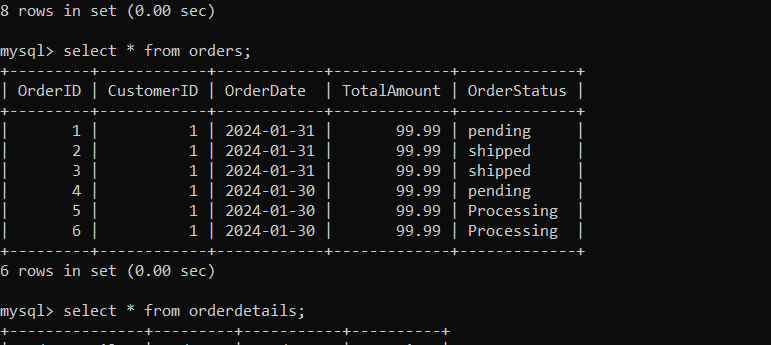 8 rows in set (0.00 sec)
mysql> select * from orders;
+---------+------------+------------+-------------+-------------+
| OrderID | CustomerID | OrderDate  | TotalAmount | OrderStatus |
+---------+------------+------------+-------------+-------------+
|       1 |          1 | 2024-01-31 |       99.99 | pending     |
|       2 |          1 | 2024-01-31 |       99.99 | shipped     |
|       3 |          1 | 2024-01-31 |       99.99 | shipped     |
|       4 |          1 | 2024-01-30 |       99.99 | pending     |
|       5 |          1 | 2024-01-30 |       99.99 | Processing  |
|       6 |          1 | 2024-01-30 |       99.99 | Processing  |
+---------+------------+------------+-------------+-------------+
6 rows in set (0.00 sec)
mysql> select * from orderdetails;
+---------------+---------+-----------+----------+